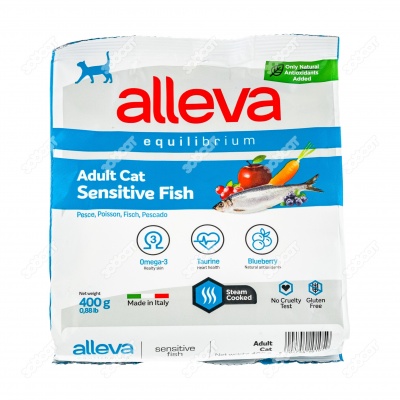 Only Natural
Antioxidants
Added
alleva
equilibrium
Adult Cat
Sensitive Fish
Pesce, Poisson, Fisch, Pescado
3
Omega-3
Healthy skin
Taurine
Heart health
Blueberry
Natural antioxidants
Net weight
400 g
0,88 lb
Made in Italy
Steam
Cooked
No Cruelty
Test
Gluten
Free
alleva
sensitive
fish
Adult
Cat